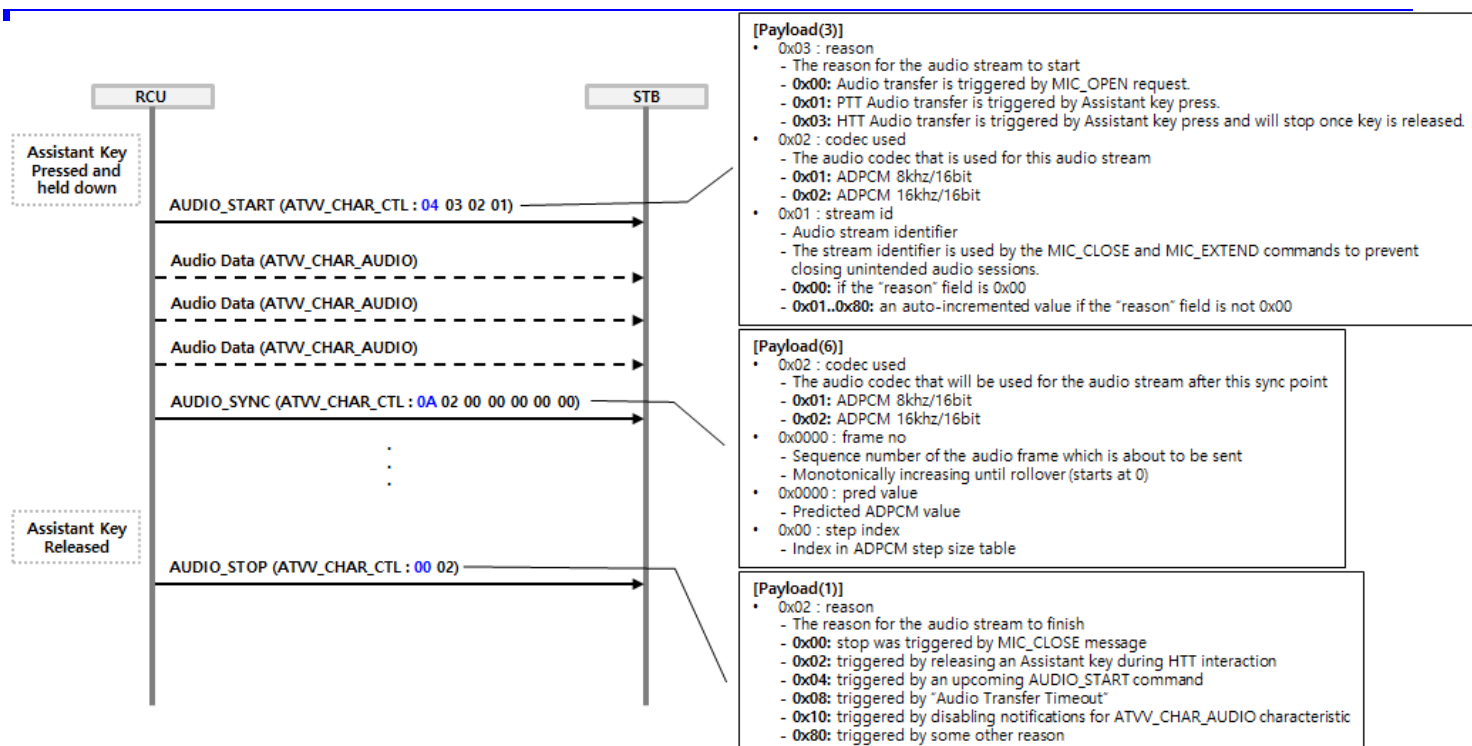 RCU
STB
Assistant Key
Pressed and
held down
AUDIO_START (ATVV_CHAR_CTL : 04 03 02 01)
Audio Data (ATVV_CHAR_AUDIO)
Audio Data (ATVV_CHAR_AUDIO)
Audio Data (ATVV_CHAR_AUDIO)
AUDIO_SYNC (ATVV_CHAR_CTL : 0A 02 00 00 00 00 00)
.
.
.
Assistant Key
Released
AUDIO_STOP (ATVV_CHAR_CTL : 00 02)
[Payload(3)]
• 0x03 : reason
- The reason for the audio stream to start
- 0x00: Audio transfer is triggered by MIC_OPEN request.
- 0x01: PTT Audio transfer is triggered by Assistant key press.
- 0x03: HTT Audio transfer is triggered by Assistant key press and will stop once key is released.
• 0x02 : codec used
- The audio codec that is used for this audio stream
- 0x01: ADPCM 8khz/16bit
- 0x02: ADPCM 16khz/16bit
• 0x01 : stream id
- Audio stream identifier
- The stream identifier is used by the MIC_CLOSE and MIC_EXTEND commands to prevent
closing unintended audio sessions.
- 0x00: if the "reason" field is 0x00
- 0x01..0x80: an auto-incremented value if the "reason" field is not 0x00
[Payload(6)]
• 0x02 : codec used
- The audio codec that will be used for the audio stream after this sync point
- 0x01: ADPCM 8khz/16bit
- 0x02: ADPCM 16khz/16bit
• 0x0000 : frame no
- Sequence number of the audio frame which is about to be sent
- Monotonically increasing until rollover (starts at 0)
• 0x0000 : pred value
- Predicted ADPCM value
• 0x00 : step index
- Index in ADPCM step size table
[Payload(1)]
• 0x02 : reason
- The reason for the audio stream to finish
- 0x00: stop was triggered by MIC_CLOSE message
- 0x02: triggered by releasing an Assistant key during HTT interaction
- 0x04: triggered by an upcoming AUDIO_START command
- 0x08: triggered by "Audio Transfer Timeout"
- 0x10: triggered by disabling notifications for ATVV_CHAR_AUDIO characteristic
- 0x80: triggered by some other reason